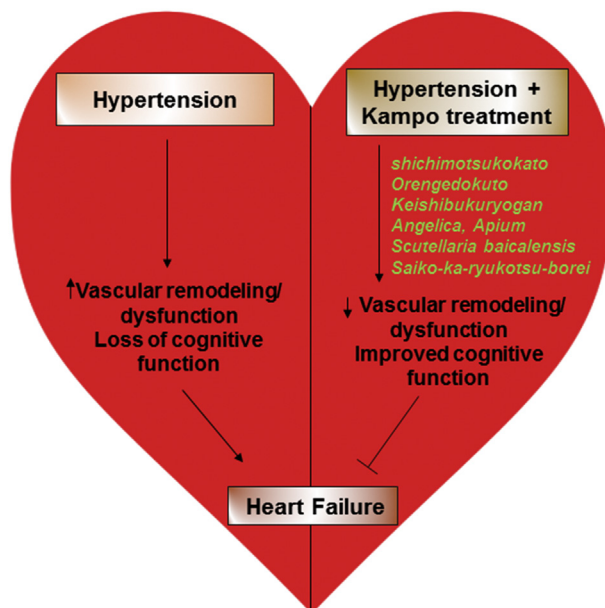 Hypertension
↑Vascular remodeling/
dysfunction
Loss of cognitive
function
Hypertension +
Kampo treatment
shichimotsukokato
Orengedokuto
Keishibukuryogan
Angelica, Apium
Scutellaria baicalensis
Saiko-ka-ryukotsu-borei
↓ Vascular remodeling/
dysfunction
Improved cognitive
function
Heart Failure